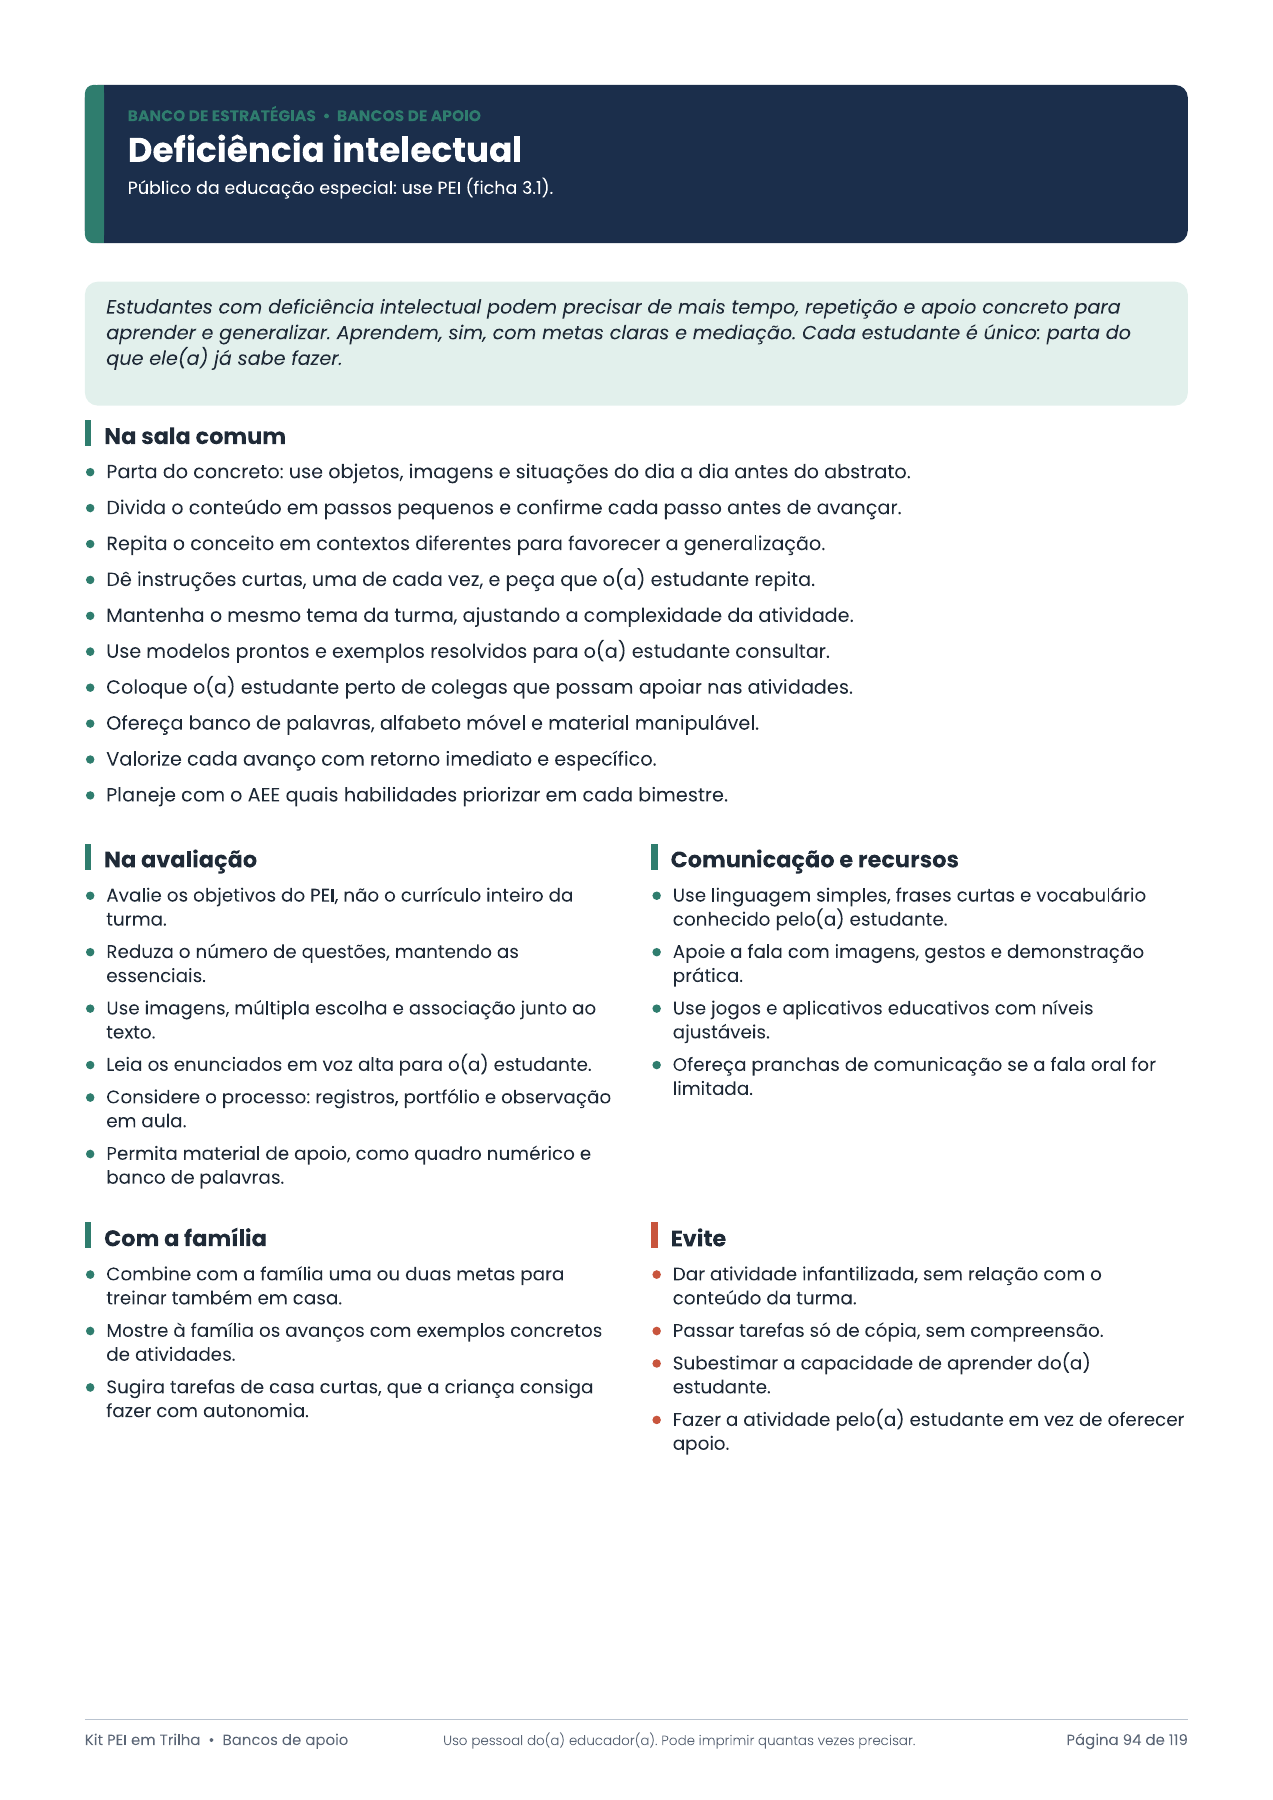 BANCO DE ESTRATÉGIAS • BANCOS DE APOIO
Deficiência intelectual
Público da educação especial: use PEI (ficha 3.1).
Estudantes com deficiência intelectual podem precisar de mais tempo, repetição e apoio concreto para
aprender e generalizar. Aprendem, sim, com metas claras e mediação. Cada estudante é único: parta do
que ele(a) já sabe fazer.
Na sala comum
• Parta do concreto: use objetos, imagens e situações do dia a dia antes do abstrato.
• Divida o conteúdo em passos pequenos e confirme cada passo antes de avançar.
• Repita o conceito em contextos diferentes para favorecer a generalização.
• Dê instruções curtas, uma de cada vez, e peça que o(a) estudante repita.
• Mantenha o mesmo tema da turma, ajustando a complexidade da atividade.
• Use modelos prontos e exemplos resolvidos para o(a) estudante consultar.
• Coloque o(a) estudante perto de colegas que possam apoiar nas atividades.
• Ofereça banco de palavras, alfabeto móvel e material manipulável.
• Valorize cada avanço com retorno imediato e específico.
• Planeje com o AEE quais habilidades priorizar em cada bimestre.
Na avaliação
• Avalie os objetivos do PEI, não o currículo inteiro da
turma.
• Reduza o número de questões, mantendo as
essenciais.
• Use imagens, múltipla escolha e associação junto ao
texto.
• Leia os enunciados em voz alta para o(a) estudante.
• Considere o processo: registros, portfólio e observação
em aula.
• Permita material de apoio, como quadro numérico e
banco de palavras.
Comunicação e recursos
• Use linguagem simples, frases curtas e vocabulário
conhecido pelo(a) estudante.
• Apoie a fala com imagens, gestos e demonstração
prática.
• Use jogos e aplicativos educativos com níveis
ajustáveis.
• Ofereça pranchas de comunicação se a fala oral for
limitada.
Com a família
• Combine com a família uma ou duas metas para
treinar também em casa.
• Mostre à família os avanços com exemplos concretos
de atividades.
• Sugira tarefas de casa curtas, que a criança consiga
fazer com autonomia.
Evite
• Dar atividade infantilizada, sem relação com o
conteúdo da turma.
• Passar tarefas só de cópia, sem compreensão.
• Subestimar a capacidade de aprender do(a)
estudante.
• Fazer a atividade pelo(a) estudante em vez de oferecer
apoio.
Kit PEI em Trilha • Bancos de apoio
Uso pessoal do(a) educador(a). Pode imprimir quantas vezes precisar.
Página 94 de 119